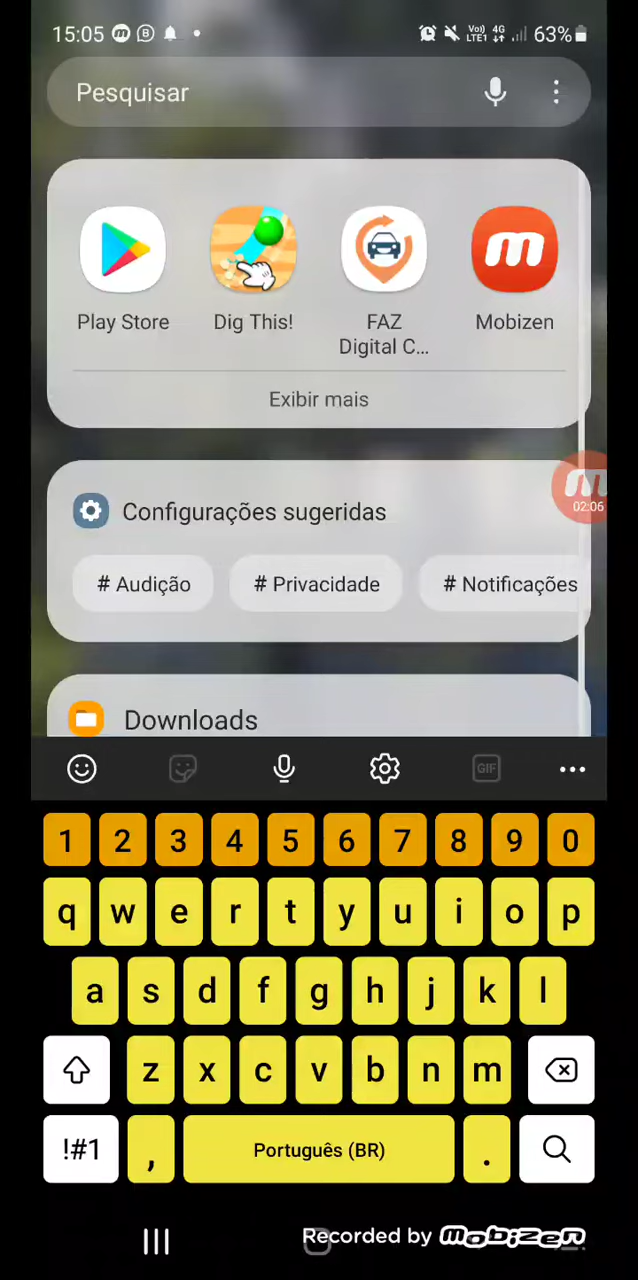 15:05 63%
Pesquisar
Play Store Dig This! FAZ Digital C... Mobizen
Exibir mais
Configurações sugeridas
02:06
# Audição # Privacidade # Notificações
Downloads
GIF
1 2 3 4 5 6 7 8 9 0
q w e r t y u i o p
a s d f g h j k l
z x c v b n m
!#1 , Português (BR) .
Recorded by Mobizen